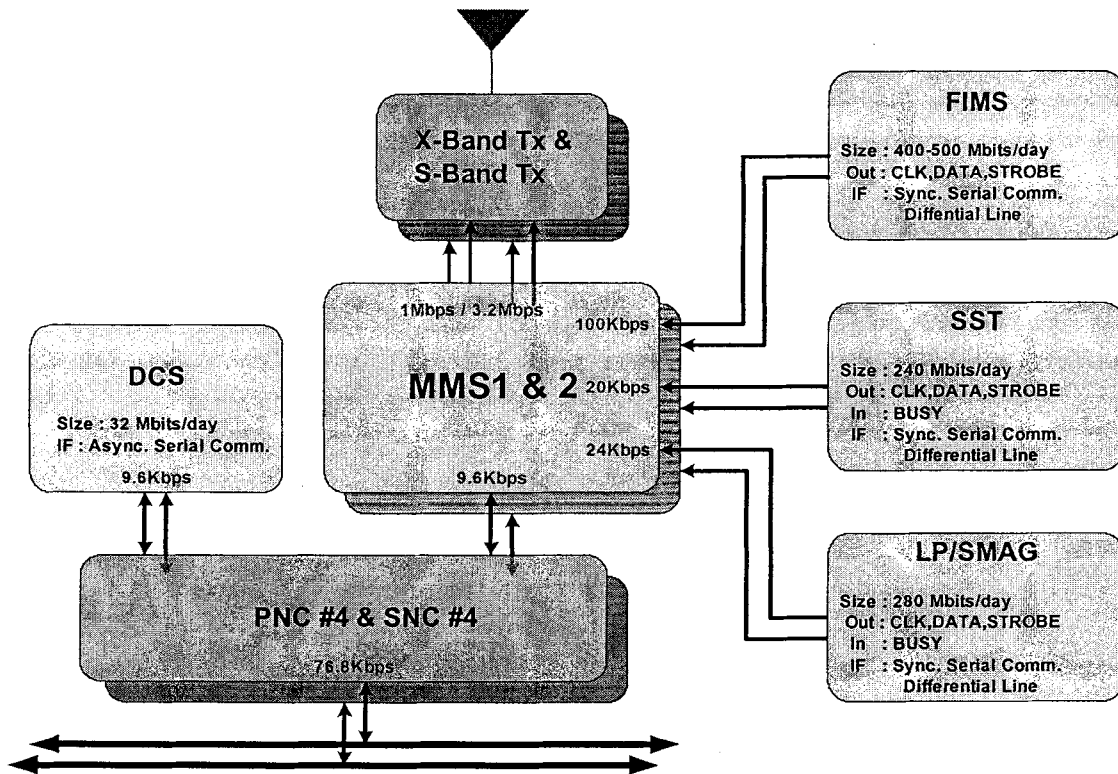 X-Band Tx &
S-Band Tx
FIMS
Size : 400-500 Mbits/day
Out : CLK,DATA,STROBE
IF : Sync. Serial Comm.
Diffential Line
1Mbps / 3.2Mbps
100Kbps
MMS1 & 2
20Kbps
24Kbps
9.6Kbps
SST
Size : 240 Mbits/day
Out : CLK,DATA,STROBE
In : BUSY
IF : Sync. Serial Comm.
Differential Line
DCS
Size : 32 Mbits/day
IF : Async. Serial Comm.
9.6Kbps
LP/SMAG
Size : 280 Mbits/day
Out : CLK,DATA,STROBE
In : BUSY
IF : Sync. Serial Comm.
Differential Line
PNC #4 & SNC #4
76.8Kbps